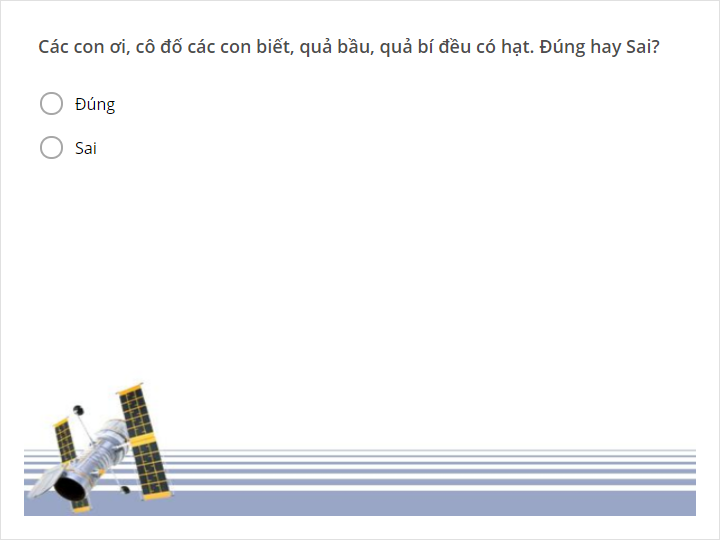 Các con ơi, cô đố các con biết, quả bầu, quả bí đều có hạt. Đúng hay Sai?
Đúng
Sai